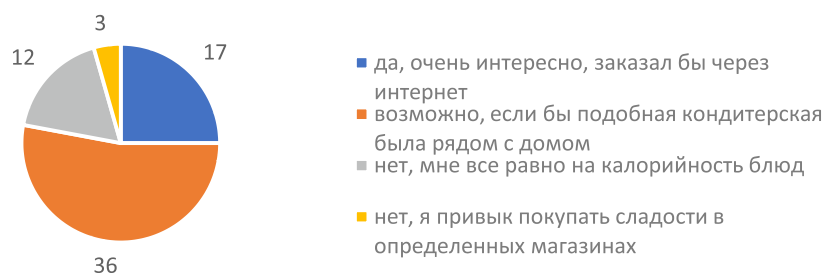 3
12
17
36
да, очень интересно, заказал бы через
интернет
возможно, если бы подобная кондитерская
была рядом с домом
нет, мне все равно на калорийность блюд
нет, я привык покупать сладости в
определенных магазинах